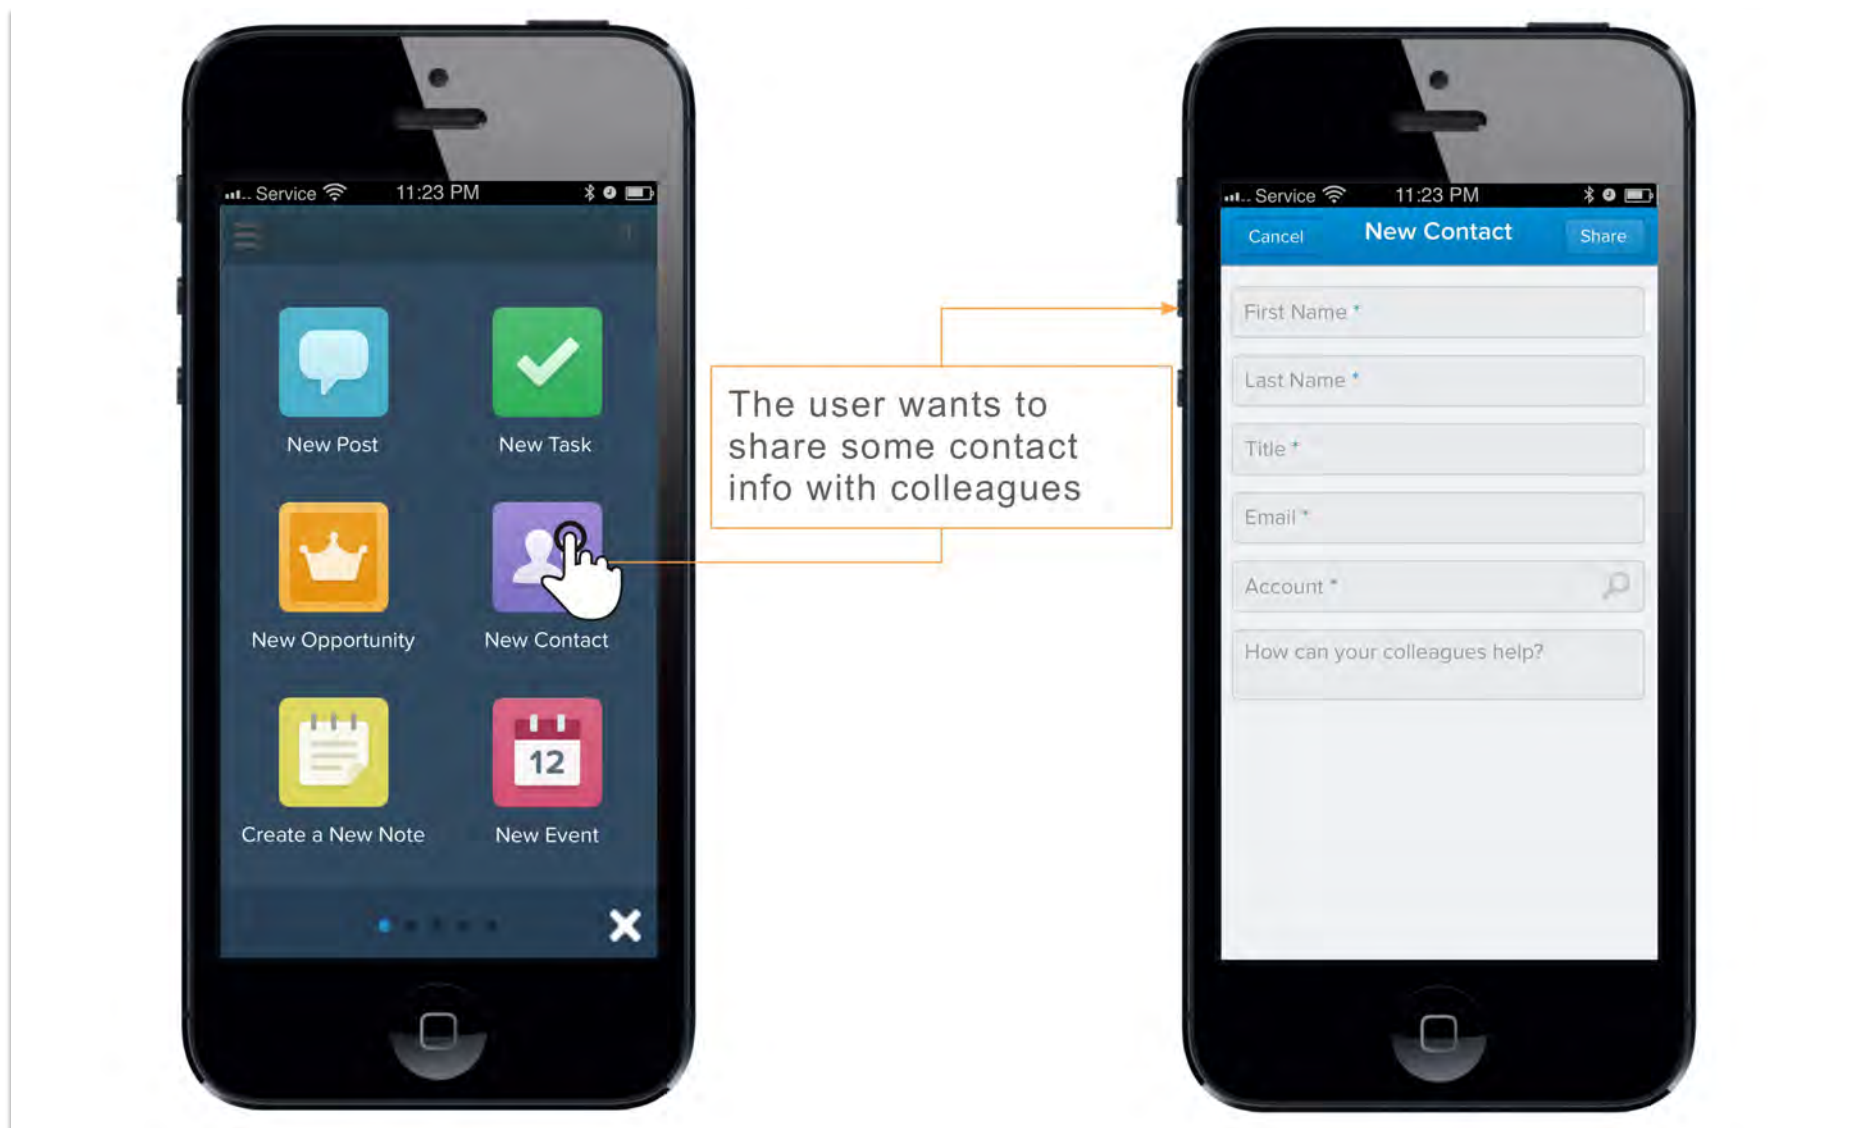 Service 11:23 PM
New Post
New Task
New Opportunity
New Contact
12
Create a New Note
New Event
The user wants to
share some contact
info with colleagues
Service 11:23 PM
Cancel New Contact Share
First Name *
Last Name *
Title *
Email *
Account *
How can your colleagues help?